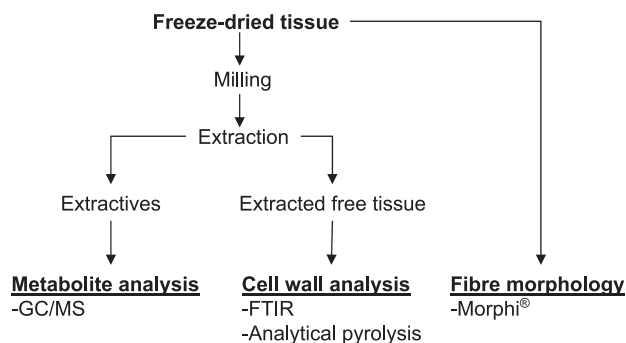 Freeze-dried tissue
Milling
Extraction
Extractives
Extracted free tissue
Metabolite analysis
-GC/MS
Cell wall analysis
-FTIR
-Analytical pyrolysis
Fibre morphology
-Morphi®